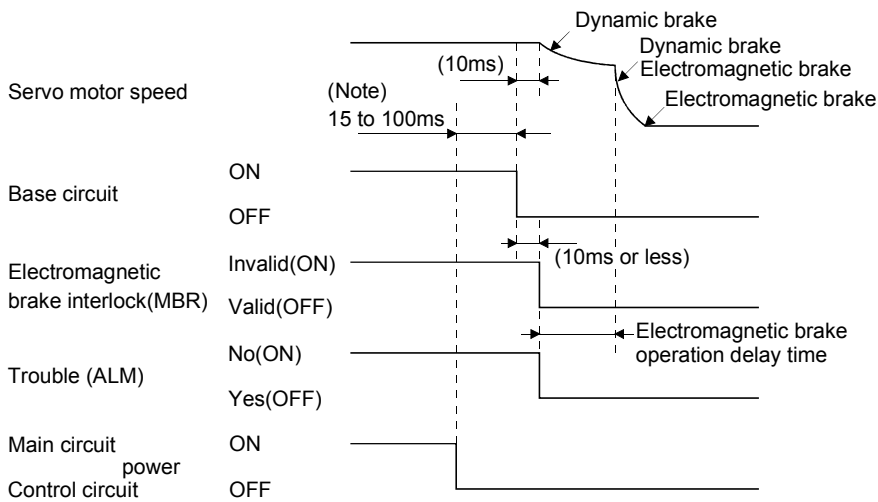 Dynamic brake
Dynamic brake
Electromagnetic brake
Electromagnetic brake
(10ms)
Servo motor speed
(Note)
15 to 100ms
Base circuit
ON
OFF
(10ms or less)
Electromagnetic
brake interlock(MBR)
Invalid(ON)
Valid(OFF)
Electromagnetic brake
operation delay time
Trouble (ALM)
No(ON)
Yes(OFF)
Main circuit
power
Control circuit
ON
OFF